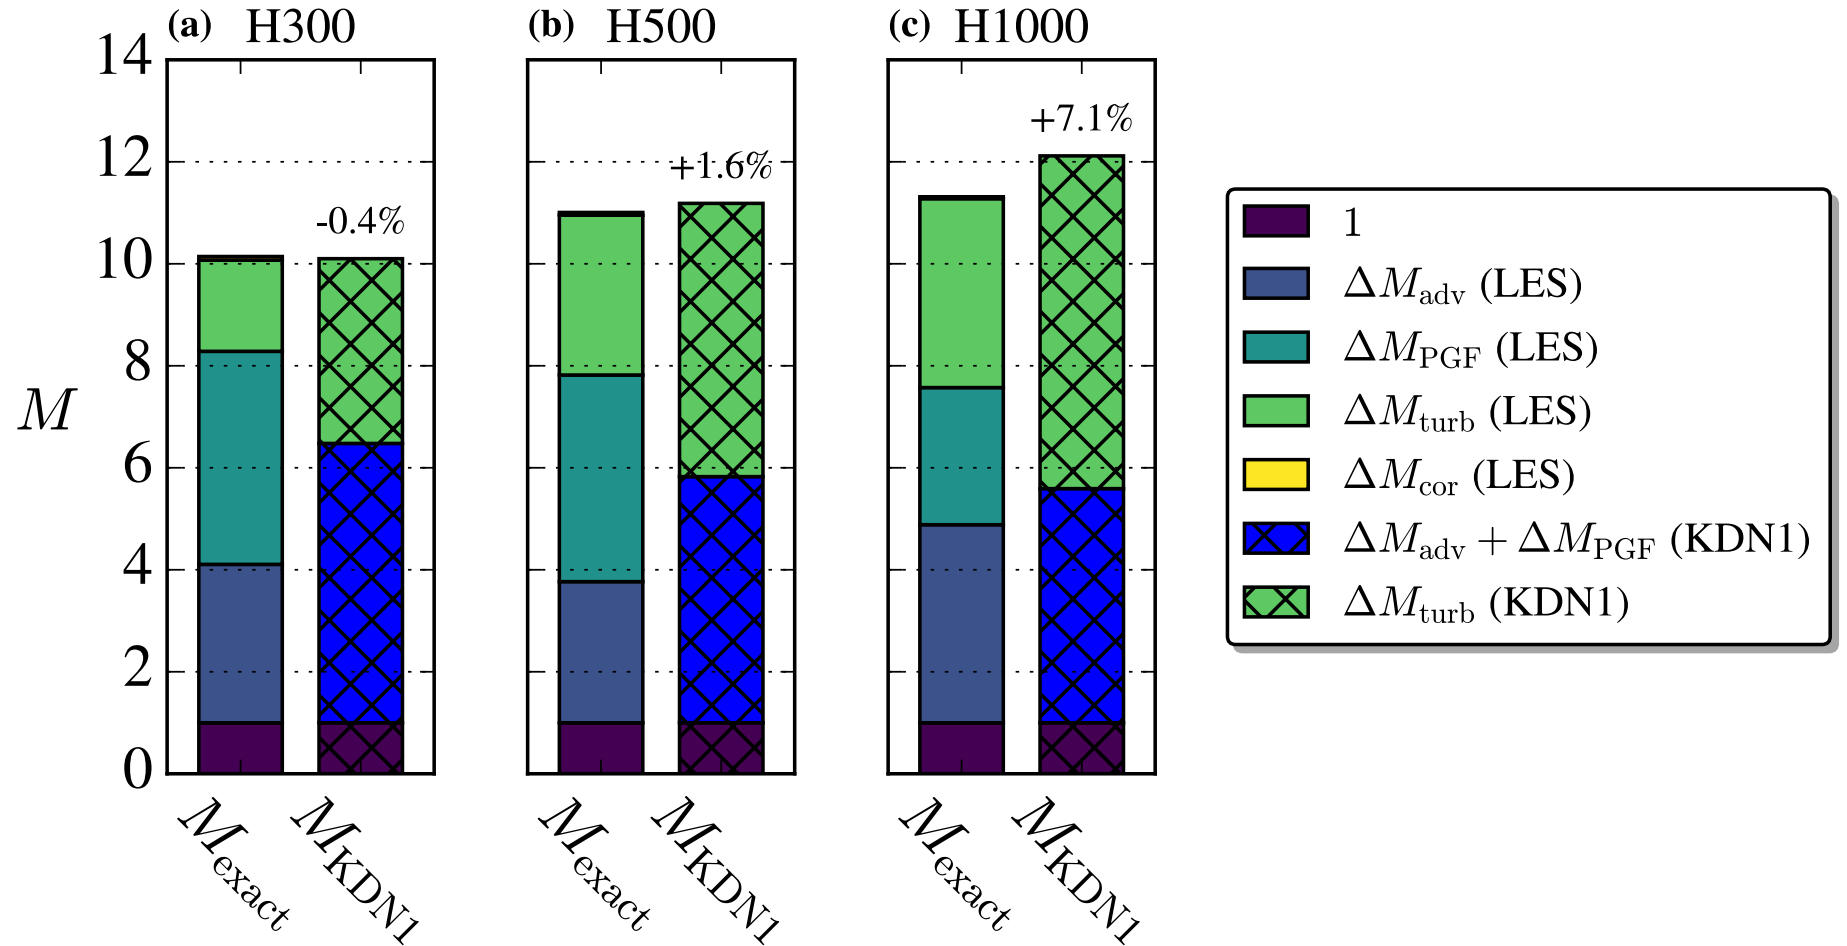 (a) H300
(b) H500
(c) H1000
14
12
10
8
6
4
2
0
M
-0.4%
+1.6%
+7.1%
M_exact
M_KDN1
M_exact
M_KDN1
M_exact
M_KDN1
1
ΔM_adv (LES)
ΔM_PGF (LES)
ΔM_turb (LES)
ΔM_cor (LES)
ΔM_adv + ΔM_PGF (KDN1)
ΔM_turb (KDN1)